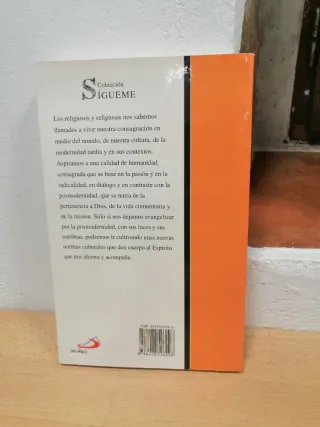 Colección
SÍGUEME
Los religiosos y religiosas nos sabemos
llamados a vivir nuestra consagración en
medio del mundo, de nuestra cultura, de la
modernidad tardía y en sus contextos.
Aspiramos a una calidad de humanidad
consagrada que se base en la pasión y en la
radicalidad, en diálogo y en contraste con la
posmodernidad, que se nutra de la
pertenencia a Dios, de la vida comunitaria y
de la misión. Sólo si nos dejamos evangelizar
por la posmodernidad, con sus luces y sus
sombras, podremos ir cultivando esas nuevas
normas culturales que den cuerpo al Espíritu
que nos alienta y acompaña.
SAN PABLO
ISBN